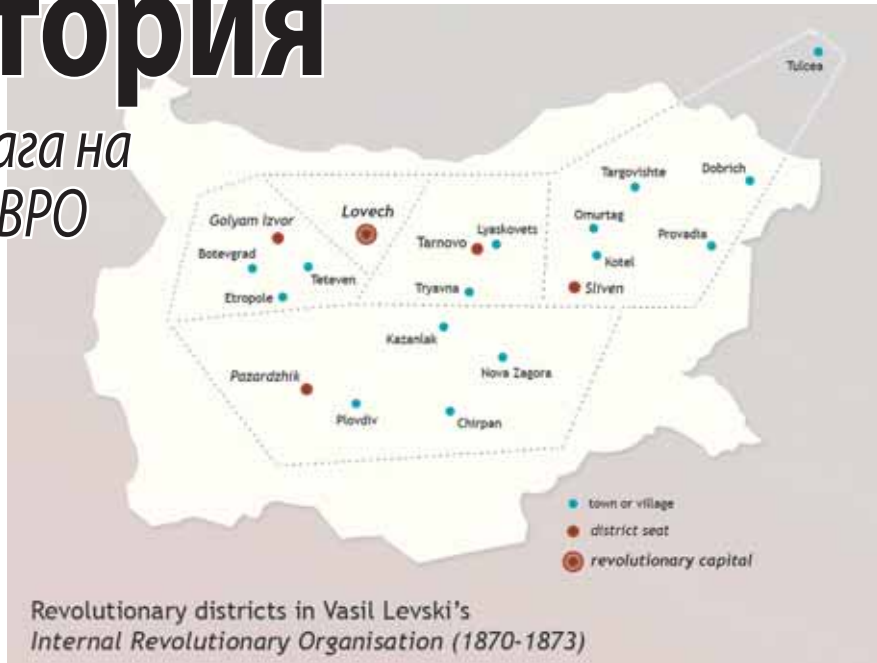 тория
ага на
ВРО
Tulcea
Targovishte
Dobrich
Omurtag
Provadia
Kotel
Sliven
Golyam Izvor
Lovech
Botevgrad
Teteven
Etropole
Tarnovo
Lyaskovets
Tryavna
Kazanlak
Nova Zagora
Pazardzhik
Plovdiv
Chirpan
town or village
district seat
revolutionary capital
Revolutionary districts in Vasil Levski's
Internal Revolutionary Organisation (1870-1873)